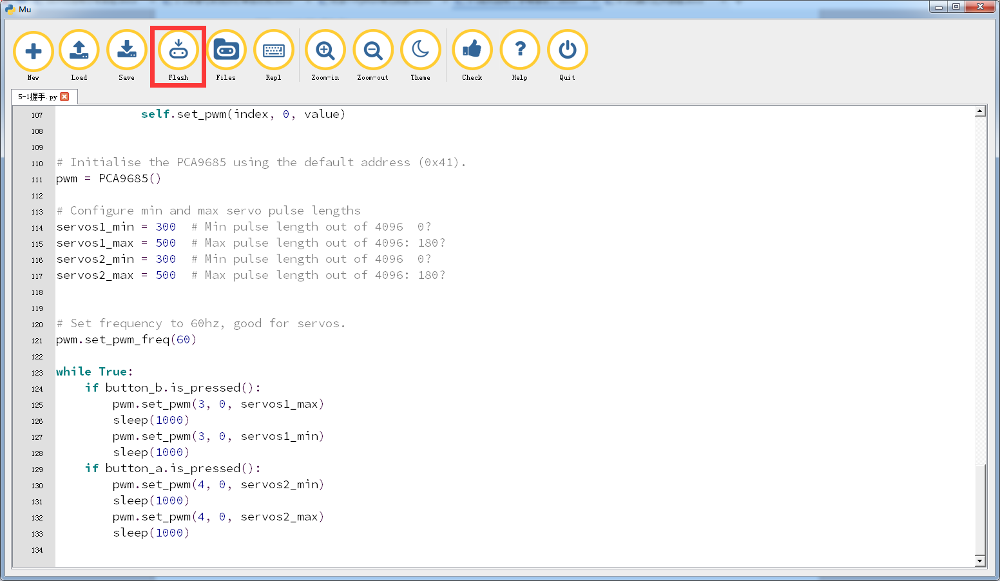 Mu
New Load Save Flash Files Repl Zoom-in Zoom-out Theme Check Help Quit
5-1握手.py
107             self.set_pwm(index, 0, value)
108
109
110 # Initialise the PCA9685 using the default address (0x41).
111 pwm = PCA9685()
112
113 # Configure min and max servo pulse lengths
114 servos1_min = 300  # Min pulse length out of 4096  0?
115 servos1_max = 500  # Max pulse length out of 4096: 180?
116 servos2_min = 300  # Min pulse length out of 4096  0?
117 servos2_max = 500  # Max pulse length out of 4096: 180?
118
119
120 # Set frequency to 60hz, good for servos.
121 pwm.set_pwm_freq(60)
122
123 while True:
124     if button_b.is_pressed():
125         pwm.set_pwm(3, 0, servos1_max)
126         sleep(1000)
127         pwm.set_pwm(3, 0, servos1_min)
128         sleep(1000)
129     if button_a.is_pressed():
130         pwm.set_pwm(4, 0, servos2_min)
131         sleep(1000)
132         pwm.set_pwm(4, 0, servos2_max)
133         sleep(1000)
134